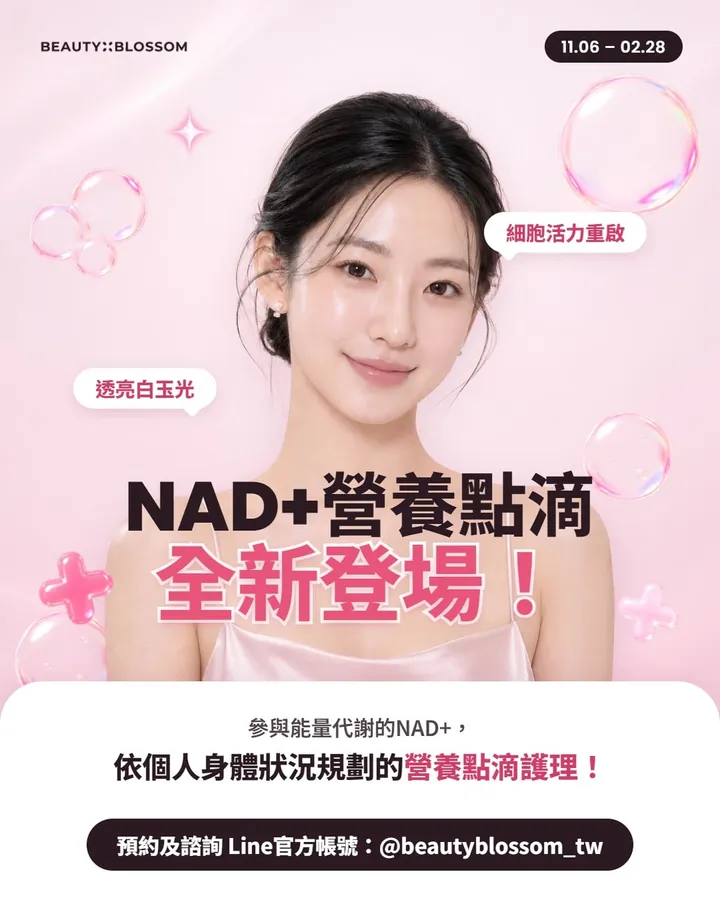 BEAUTY BLOSSOM
11.06 – 02.28
細胞活力重啟
透亮白玉光
NAD+營養點滴
全新登場！
參與能量代謝的NAD+，
依個人身體狀況規劃的營養點滴護理！
預約及諮詢 Line官方帳號：@beautyblossom_tw